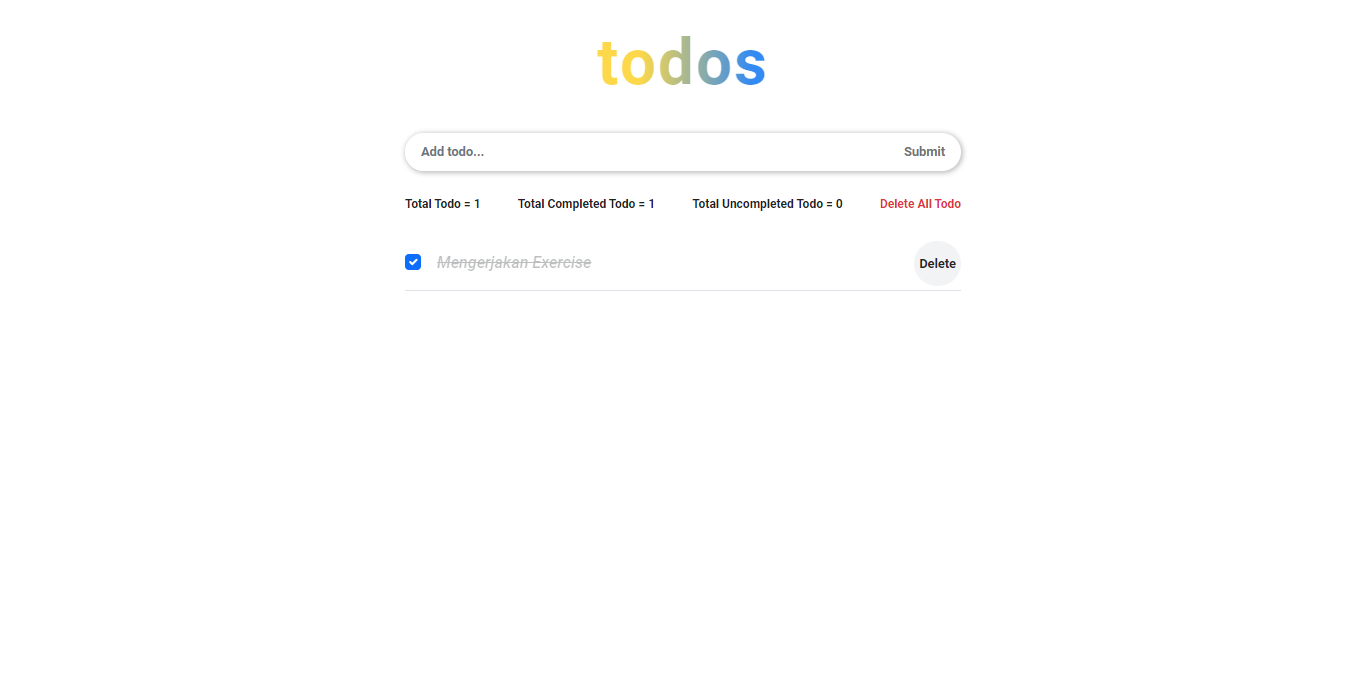 todos
Add todo... Submit
Total Todo = 1 Total Completed Todo = 1 Total Uncompleted Todo = 0 Delete All Todo
Mengerjakan Exercise Delete